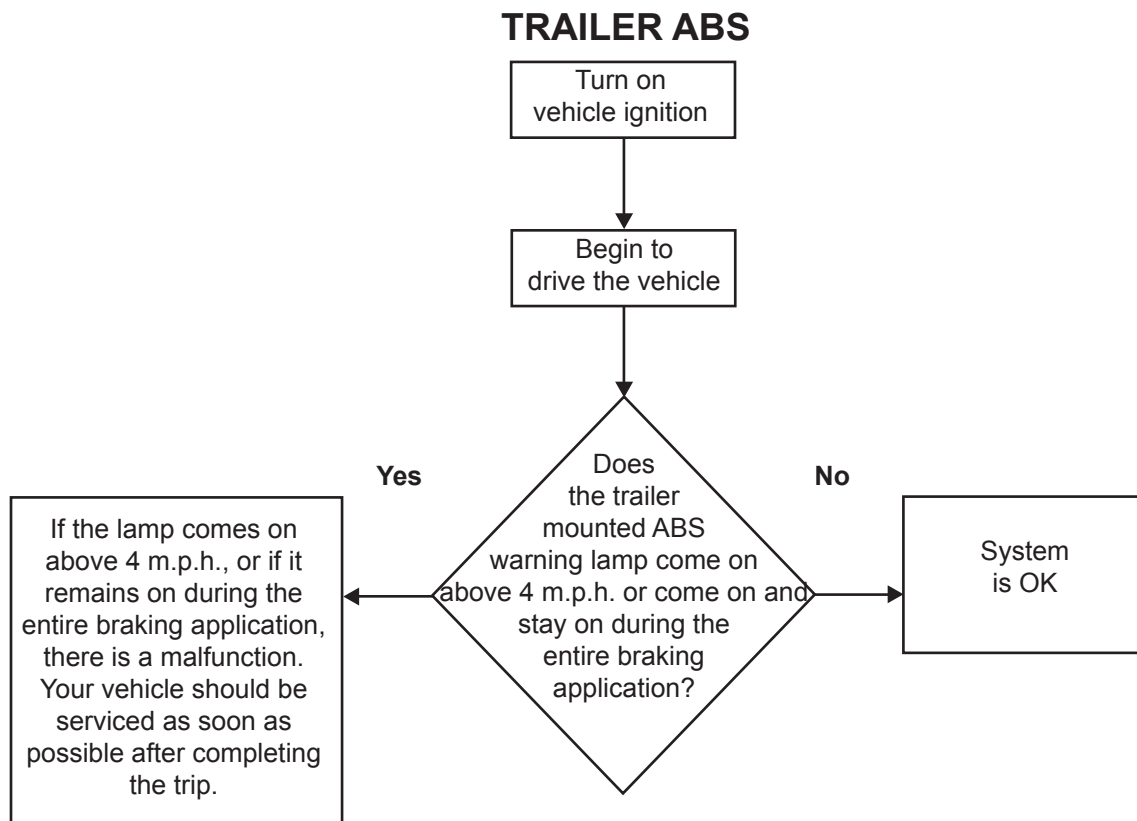 TRAILER ABS
Turn on
vehicle ignition
Begin to
drive the vehicle
Does
the trailer
mounted ABS
warning lamp come on
above 4 m.p.h. or come on and
stay on during the
entire braking
application?
Yes
If the lamp comes on
above 4 m.p.h., or if it
remains on during the
entire braking application,
there is a malfunction.
Your vehicle should be
serviced as soon as
possible after completing
the trip.
No
System
is OK